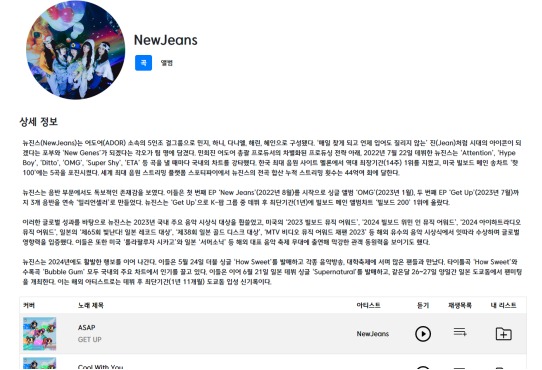 NewJeans
곡 앨범
상세 정보
뉴진스(NewJeans)는 어도어(ADOR) 소속의 5인조 걸그룹으로 민지, 하니, 다니엘, 해린, 혜인으로 구성됐다. '매일 찾게 되고 언제 입어도 질리지 않는' 진(Jean)처럼 시대의 아이콘이 되
겠다는 포부와 'New Genes'가 되겠다는 각오가 팀 명에 담겼다. 민희진 어도어 총괄 프로듀서의 차별화된 프로듀싱 전략 아래, 2022년 7월 22일 데뷔한 뉴진스는 'Attention', 'Hype
Boy', 'Ditto', 'OMG', 'Super Shy', 'ETA' 등 곡을 낼 때마다 국내외 차트를 강타했다. 한국 최대 음원 사이트 멜론에서 역대 최장기간(14주) 1위를 지켰고, 미국 빌보드 메인 송차트 '핫
100'에는 5곡을 포진시켰다. 세계 최대 음원 스트리밍 플랫폼 스포티파이에서 뉴진스의 전곡 합산 누적 스트리밍 횟수는 44억여 회에 달한다.
뉴진스는 음반 부문에서도 독보적인 존재감을 보였다. 이들은 첫 번째 EP 'New Jeans'(2022년 8월)를 시작으로 싱글 앨범 'OMG'(2023년 1월), 두 번째 EP 'Get Up'(2023년 7월)까
지 3개 음반을 연속 '밀리언셀러'로 만들었다. 뉴진스는 'Get Up'으로 K-팝 그룹 중 데뷔 후 최단기간(1년)에 빌보드 메인 앨범차트 '빌보드 200' 1위에 올랐다.
이러한 글로벌 성과를 바탕으로 뉴진스는 2023년 국내 주요 음악 시상식 대상을 휩쓸었고, 미국의 '2023 빌보드 뮤직 어워드', '2024 빌보드 위민 인 뮤직 어워드', '2024 아이하트라디오
뮤직 어워드', 일본의 '제65회 빛난다! 일본 레코드 대상', '제38회 일본 골드 디스크 대상', 'MTV 비디오 뮤직 어워드 재팬 2023' 등 해외 유수의 음악 시상식에서 잇따라 수상하며 글로벌
영향력을 입증했다. 이들은 또한 미국 '롤라팔루자 시카고'와 일본 '서머소닉' 등 해외 대표 음악 축제 무대에 출연해 막강한 관객 동원력을 보이기도 했다.
뉴진스는 2024년에도 활발한 행보를 이어 나간다. 이들은 5월 24일 더블 싱글 'How Sweet'를 발매하고 각종 음악방송, 대학축제에 서며 많은 팬들과 만났다. 타이틀곡 'How Sweet'와
수록곡 'Bubble Gum' 모두 국내외 주요 차트에서 인기를 끌고 있다. 이들은 이어 6월 21일 일본 데뷔 싱글 'Supernatural'를 발매하고, 같은달 26~27일 양일간 일본 도쿄돔에서 팬미팅
을 개최한다. 이는 해외 아티스트로는 데뷔 후 최단기간(1년 11개월) 도쿄돔 입성 신기록이다.
커버 노래 제목 아티스트 듣기 재생목록 내 리스트
ASAP
GET UP
NewJeans
Cool With You